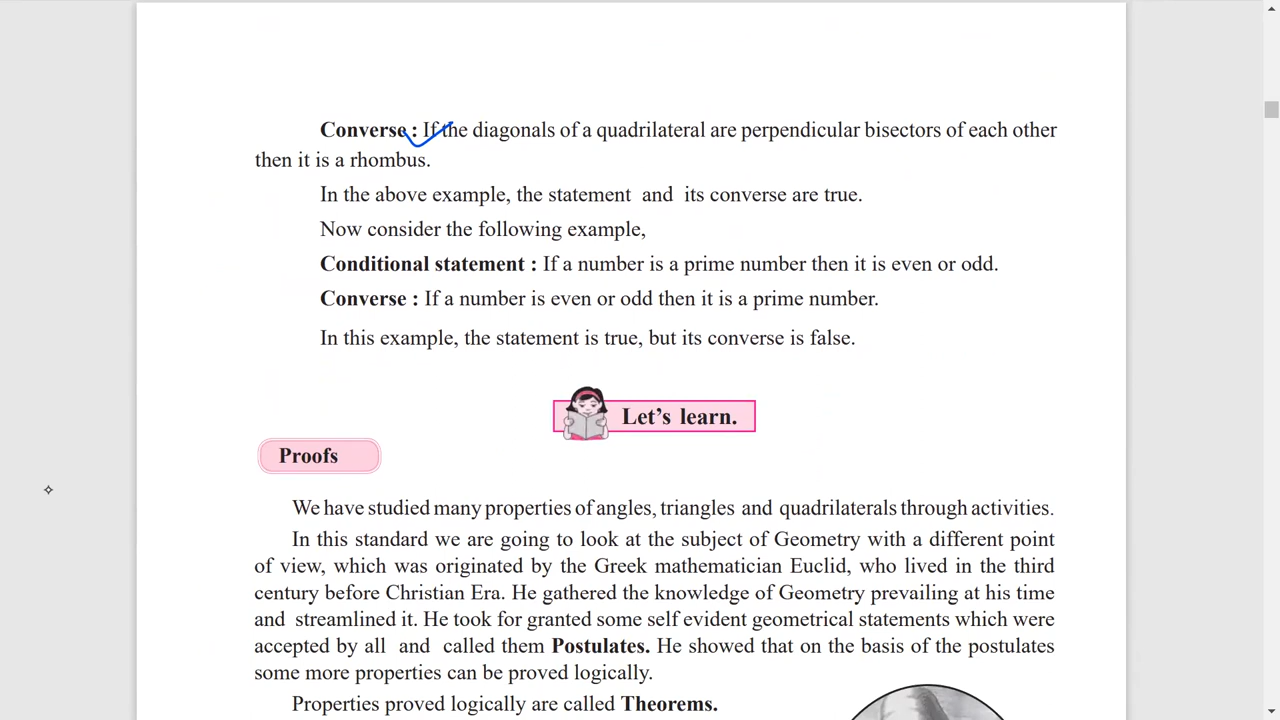 Converse : If the diagonals of a quadrilateral are perpendicular bisectors of each other
then it is a rhombus.
In the above example, the statement and its converse are true.
Now consider the following example,
Conditional statement : If a number is a prime number then it is even or odd.
Converse : If a number is even or odd then it is a prime number.
In this example, the statement is true, but its converse is false.
Let’s learn.
Proofs
We have studied many properties of angles, triangles and quadrilaterals through activities.
In this standard we are going to look at the subject of Geometry with a different point
of view, which was originated by the Greek mathematician Euclid, who lived in the third
century before Christian Era. He gathered the knowledge of Geometry prevailing at his time
and streamlined it. He took for granted some self evident geometrical statements which were
accepted by all and called them Postulates. He showed that on the basis of the postulates
some more properties can be proved logically.
Properties proved logically are called Theorems.